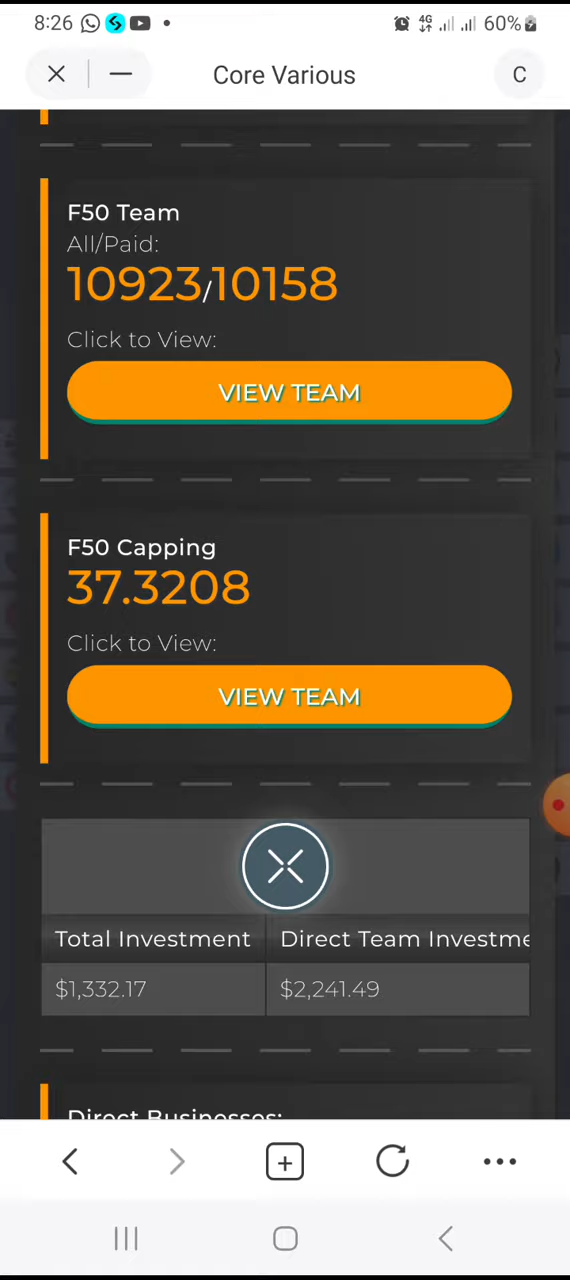 8:26 4G 60%
Core Various C
F50 Team
All/Paid:
10923/10158
Click to View:
VIEW TEAM
F50 Capping
37.3208
Click to View:
VIEW TEAM
Total Investment Direct Team Investme
$1,332.17 $2,241.49
Direct Businesses: